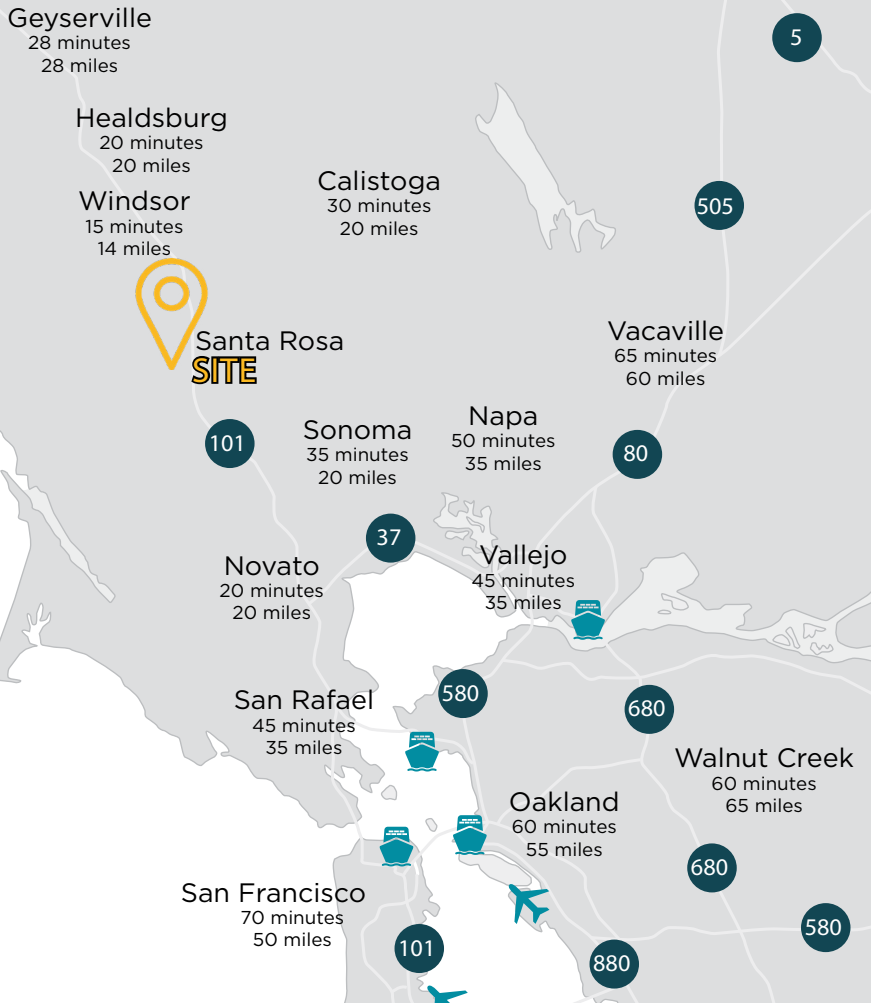 Geyserville
28 minutes
28 miles
5
Healdsburg
20 minutes
20 miles
Calistoga
30 minutes
20 miles
Windsor
15 minutes
14 miles
505
Santa Rosa
SITE
Vacaville
65 minutes
60 miles
101
Sonoma
35 minutes
20 miles
Napa
50 minutes
35 miles
80
37
Novato
20 minutes
20 miles
Vallejo
45 minutes
35 miles
580
680
San Rafael
45 minutes
35 miles
Walnut Creek
60 minutes
65 miles
Oakland
60 minutes
55 miles
680
San Francisco
70 minutes
50 miles
101
880
580